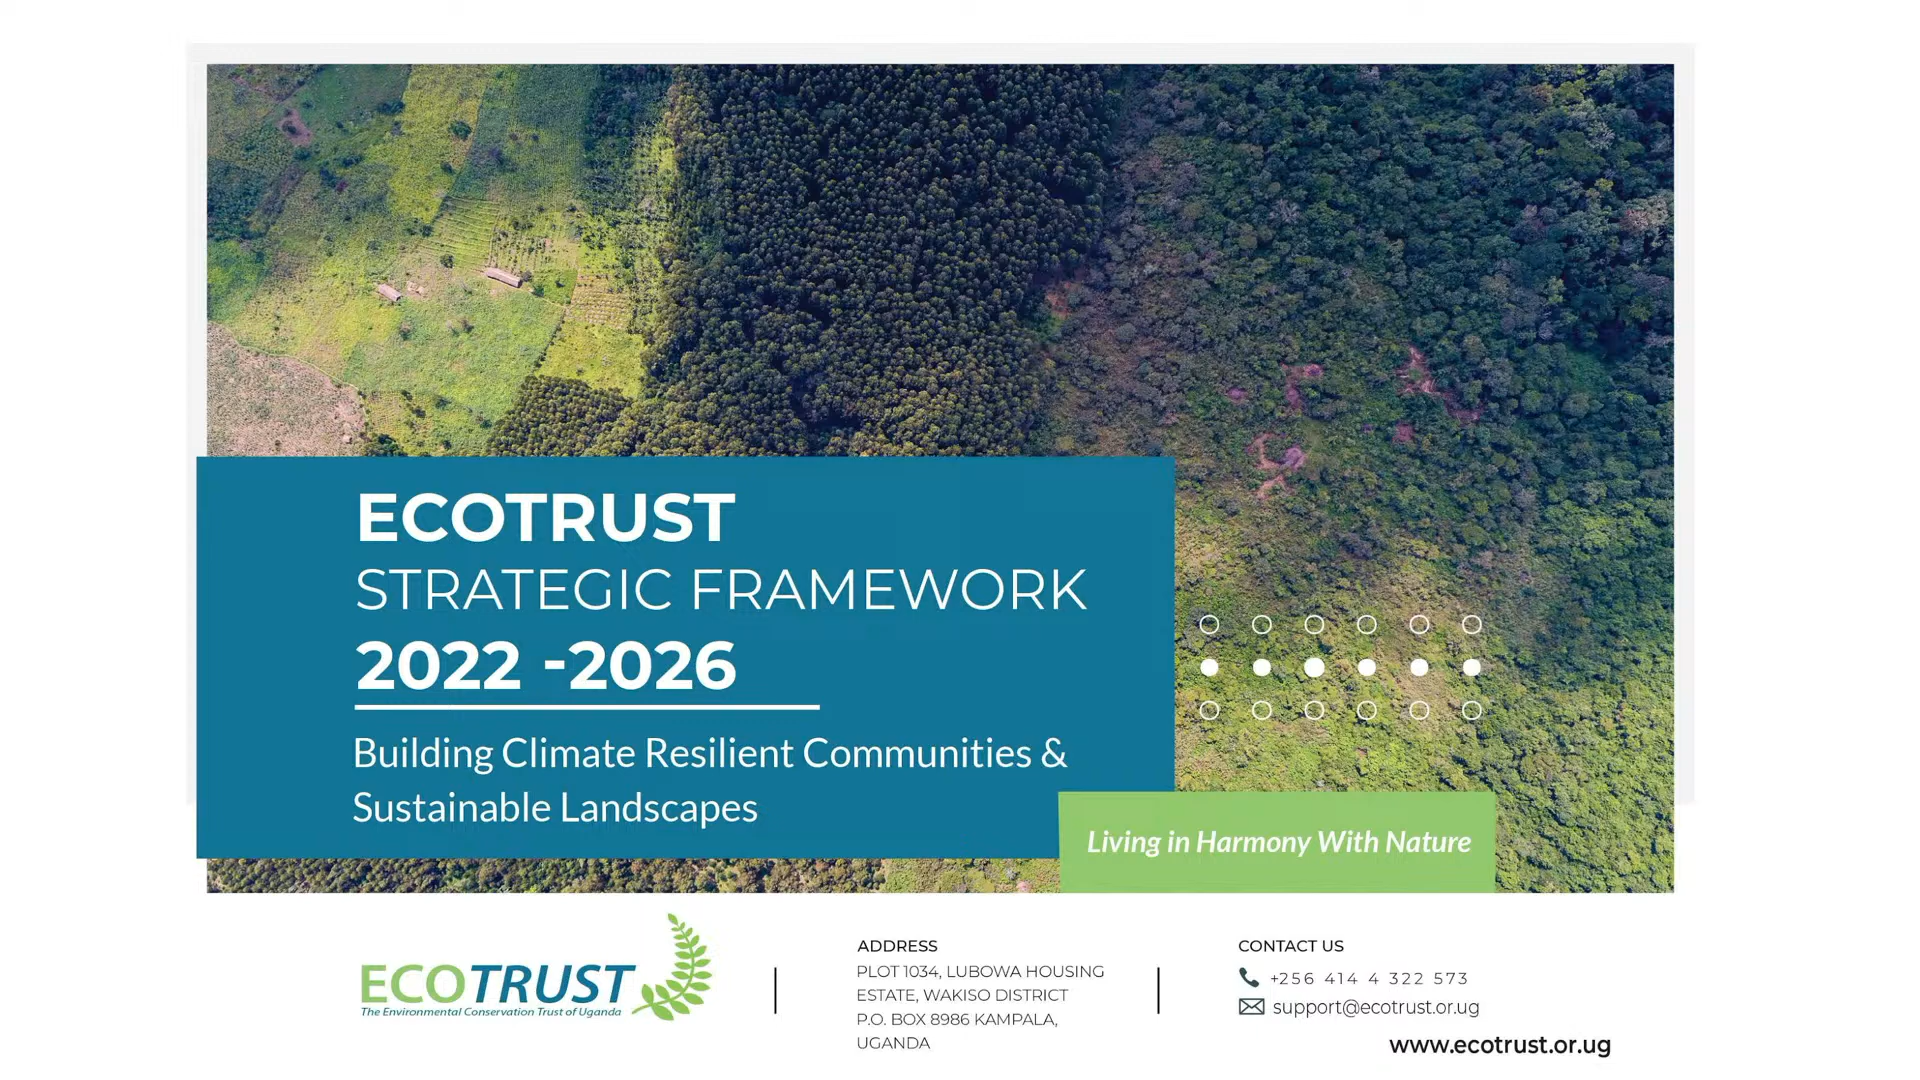 ECOTRUST
STRATEGIC FRAMEWORK
2022 -2026
Building Climate Resilient Communities &
Sustainable Landscapes
Living in Harmony With Nature
ECOTRUST
The Environmental Conservation Trust of Uganda
ADDRESS
PLOT 1034, LUBOWA HOUSING
ESTATE, WAKISO DISTRICT
P.O. BOX 8986 KAMPALA,
UGANDA
CONTACT US
+256 414 4 322 573
support@ecotrust.or.ug
www.ecotrust.or.ug